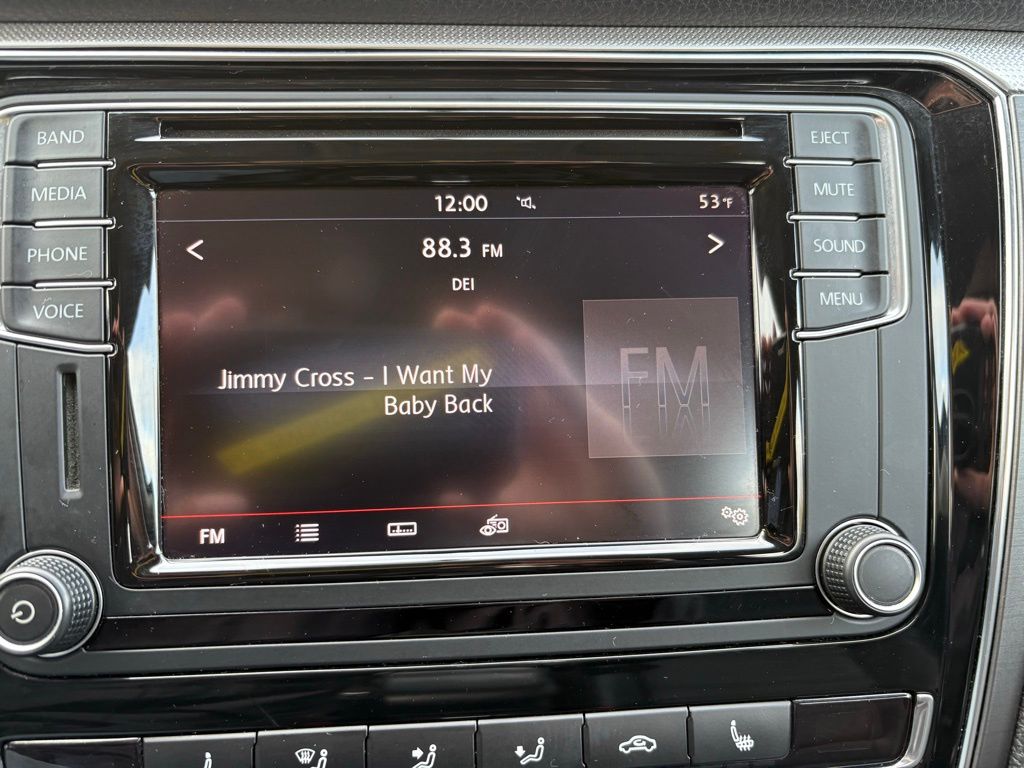 BAND
MEDIA
PHONE
VOICE
EJECT
MUTE
SOUND
MENU
12:00
53°F
< 88.3 FM >
DEI
Jimmy Cross - I Want My
Baby Back
FM
FM